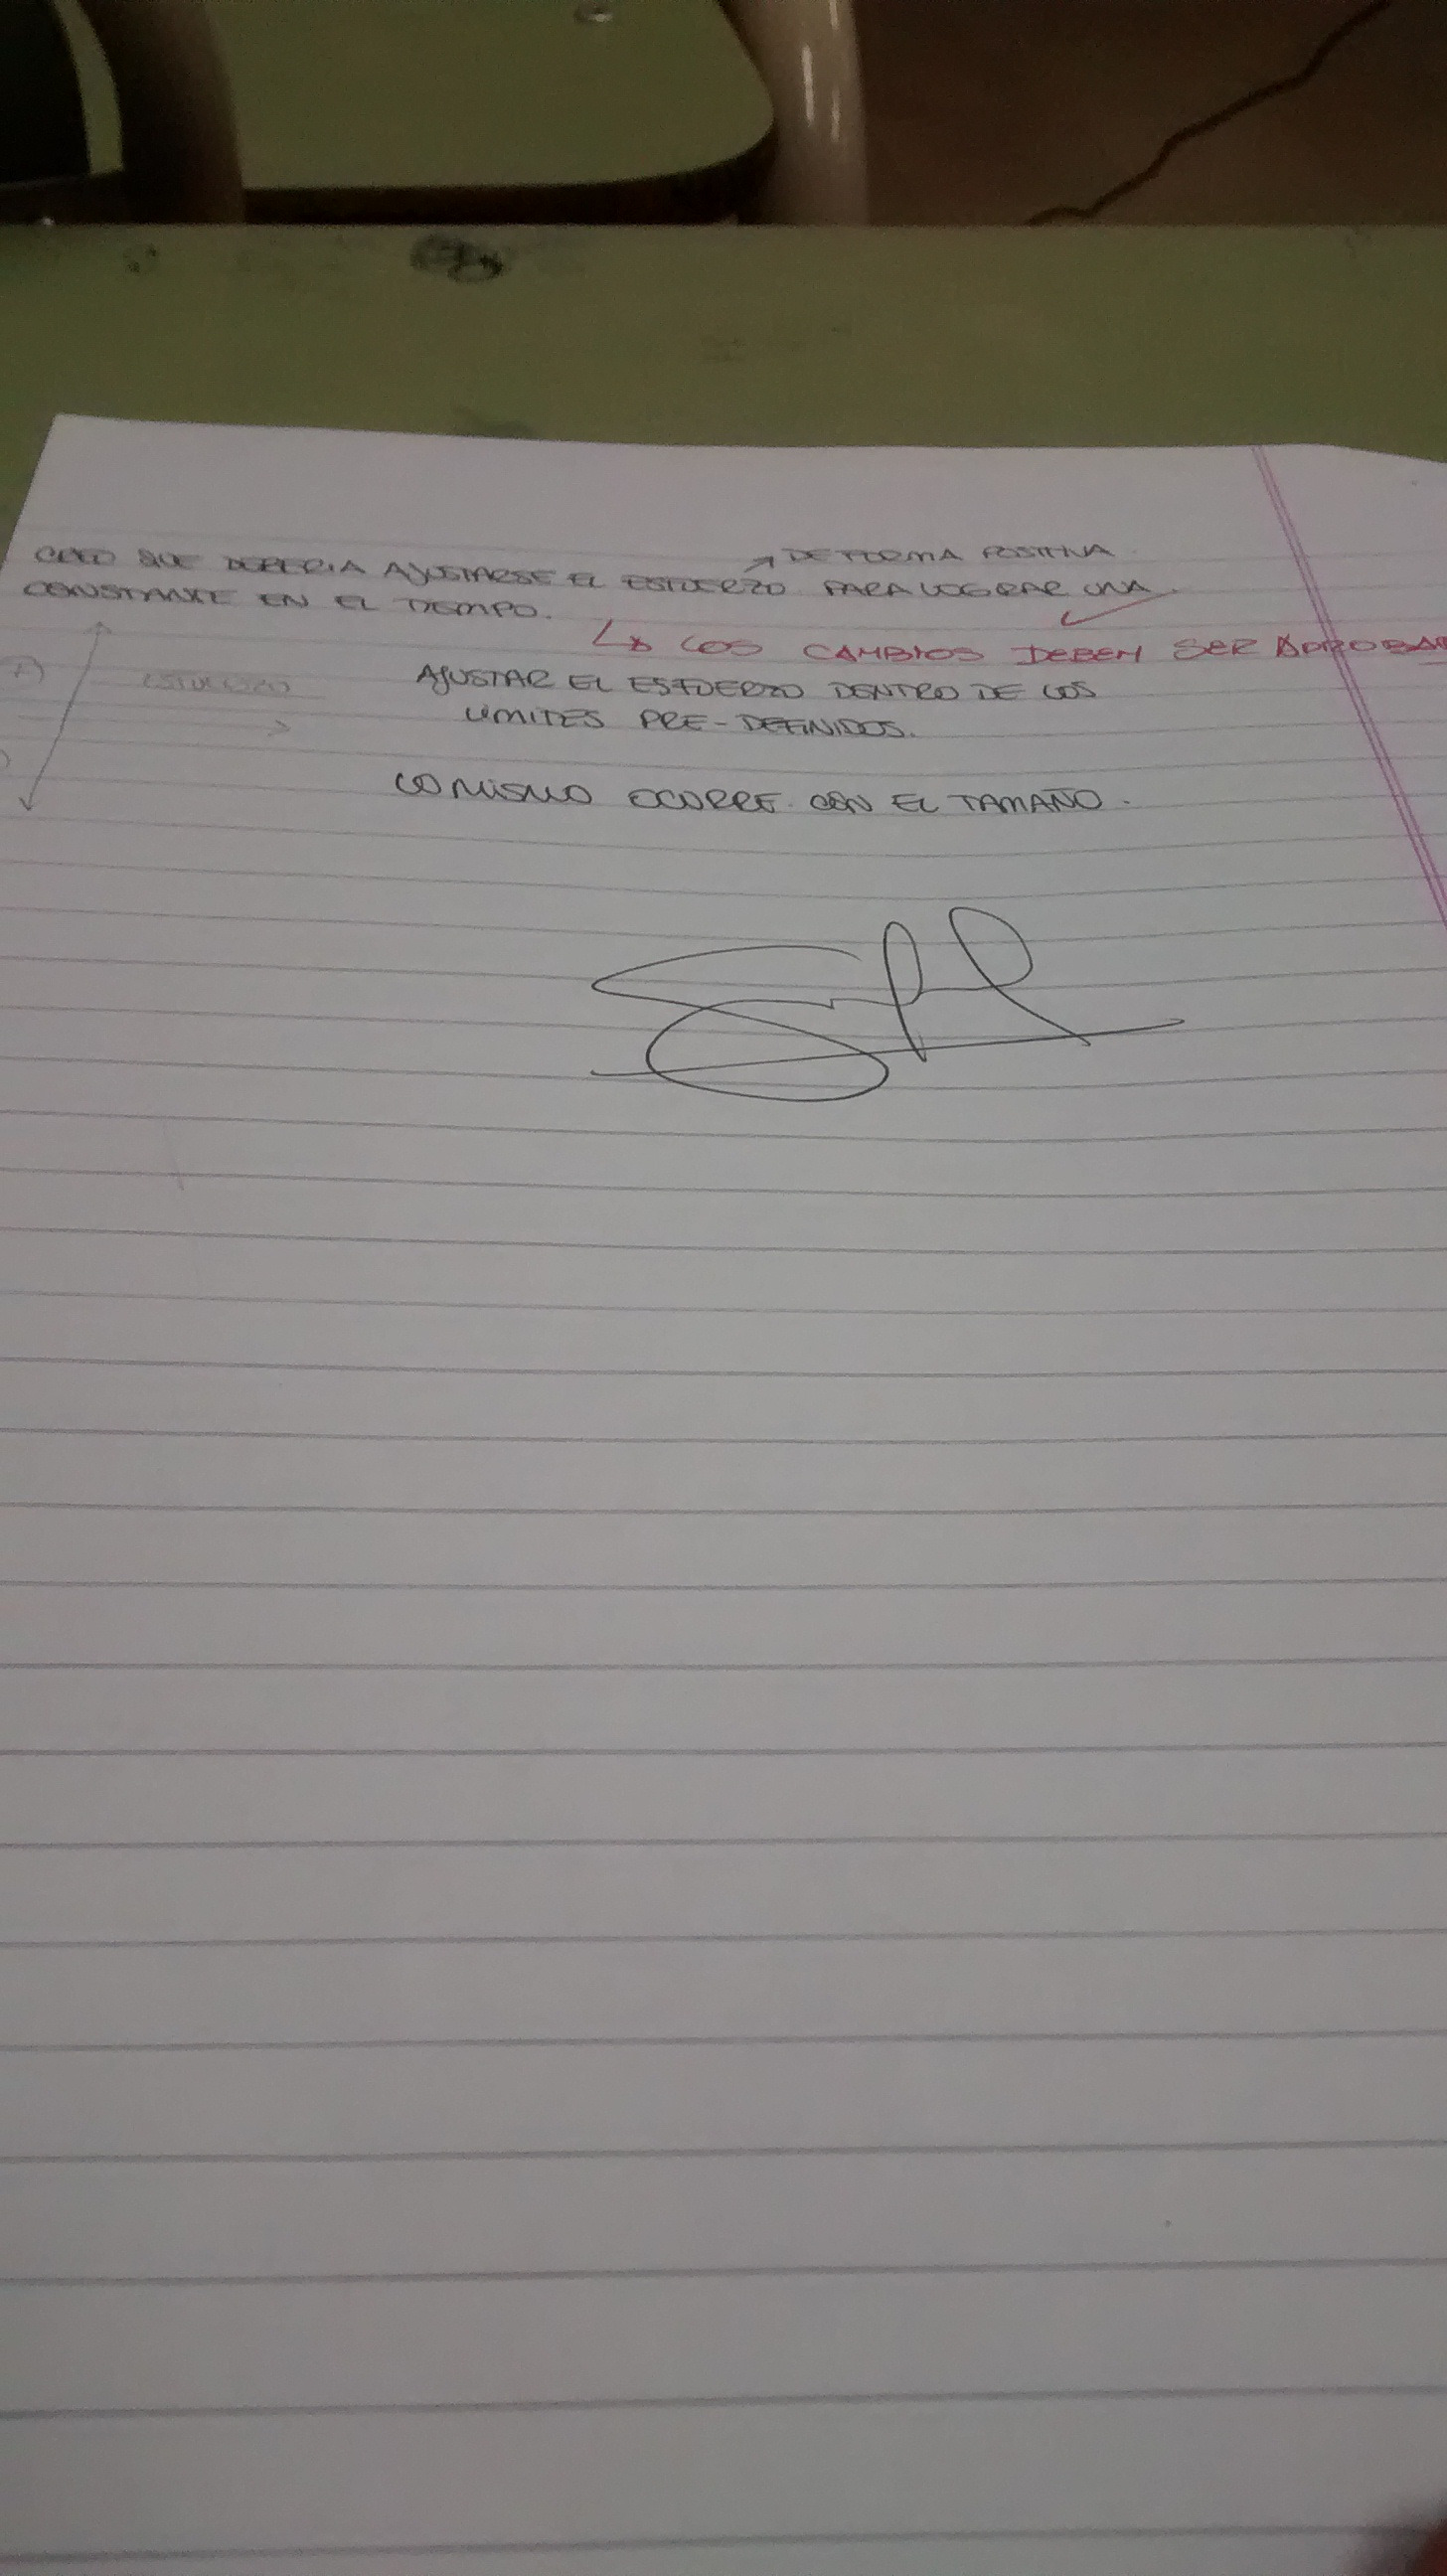 DE FORMA POSITIVA
CREO QUE DEBERIA AJUSTARSE EL ESFUERZO PARA LOGRAR UNA
CONSTANTE EN EL TIEMPO.
LOS CAMBIOS DEBEN SER APROBA
ESFUERZO
AJUSTAR EL ESFUERZO DENTRO DE LOS
LIMITES PRE-DEFINIDOS.
LO MISMO OCURRE CON EL TAMAÑO.